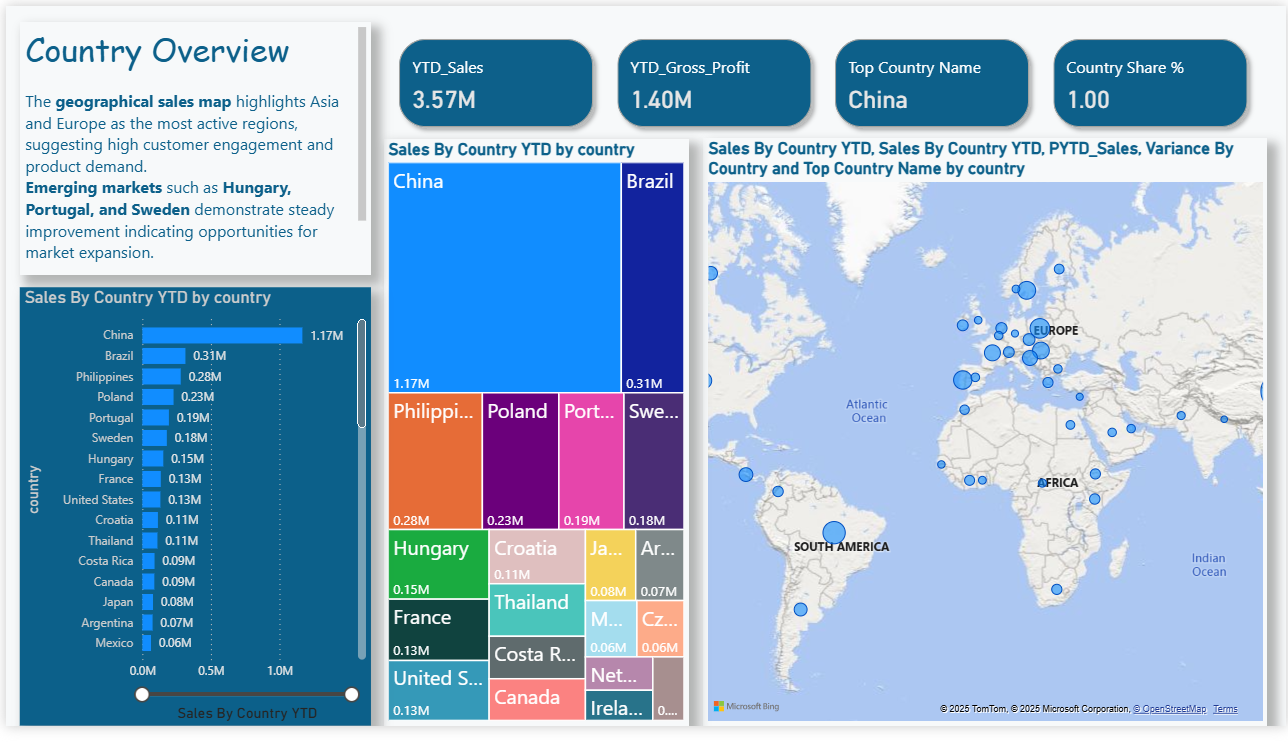 Country Overview
The geographical sales map highlights Asia
and Europe as the most active regions,
suggesting high customer engagement and
product demand.
Emerging markets such as Hungary,
Portugal, and Sweden demonstrate steady
improvement indicating opportunities for
market expansion.
YTD_Sales
3.57M
YTD_Gross_Profit
1.40M
Top Country Name
China
Country Share %
1.00
Sales By Country YTD by country
country
China 1.17M
Brazil 0.31M
Philippines 0.28M
Poland 0.23M
Portugal 0.19M
Sweden 0.18M
Hungary 0.15M
France 0.13M
United States 0.13M
Croatia 0.11M
Thailand 0.11M
Costa Rica 0.09M
Canada 0.09M
Japan 0.08M
Argentina 0.07M
Mexico 0.06M
0.0M 0.5M 1.0M
Sales By Country YTD
Sales By Country YTD by country
China
1.17M
Brazil
0.31M
Philippi...
0.28M
Poland
0.23M
Port...
0.19M
Swe...
0.18M
Hungary
0.15M
France
0.13M
United S...
0.13M
Croatia
0.11M
Thailand
Costa R...
Canada
Ja...
0.08M
Ar...
0.07M
M...
0.06M
Cz...
0.06M
Net...
Irela...
0....
Sales By Country YTD, Sales By Country YTD, PYTD_Sales, Variance By
Country and Top Country Name by country
EUROPE
Atlantic
Ocean
AFRICA
SOUTH AMERICA
Indian
Ocean
Microsoft Bing
© 2025 TomTom, © 2025 Microsoft Corporation, © OpenStreetMap Terms